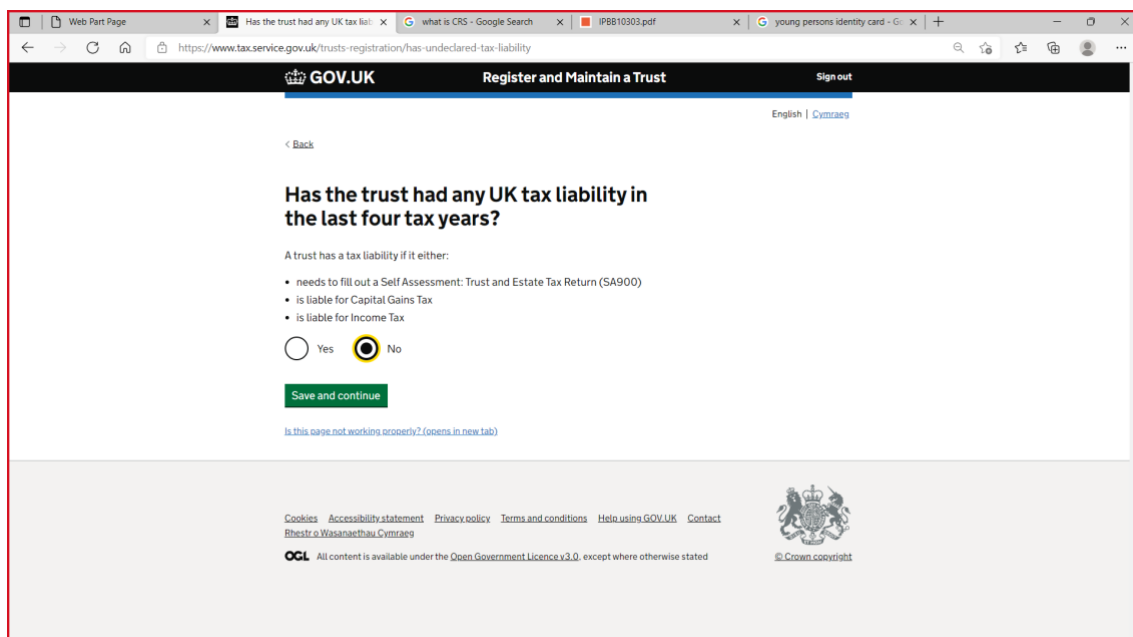 Web Part Page
Has the trust had any UK tax liab
what is CRS - Google Search
IPBB10303.pdf
young persons identity card - Go
https://www.tax.service.gov.uk/trusts-registration/has-undeclared-tax-liability
GOV.UK
Register and Maintain a Trust
Sign out
English | Cymraeg
< Back
Has the trust had any UK tax liability in
the last four tax years?
A trust has a tax liability if it either:
• needs to fill out a Self Assessment: Trust and Estate Tax Return (SA900)
• is liable for Capital Gains Tax
• is liable for Income Tax
Yes No
Save and continue
Is this page not working properly? (opens in new tab)
Cookies Accessibility statement Privacy policy Terms and conditions Help using GOV.UK Contact
Rhestr o Wasanaethau Cymraeg
OGL All content is available under the Open Government Licence v3.0, except where otherwise stated
© Crown copyright